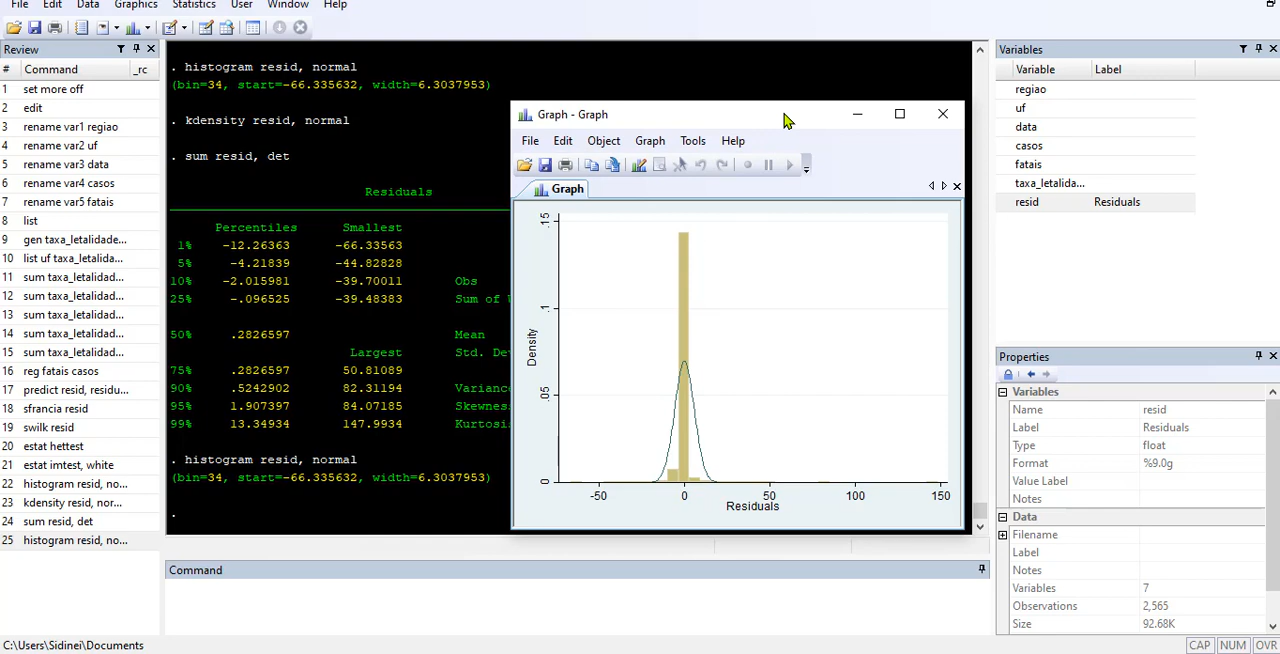 File Edit Data Graphics Statistics User Window Help
Review
# Command _rc
1 set more off
2 edit
3 rename var1 regiao
4 rename var2 uf
5 rename var3 data
6 rename var4 casos
7 rename var5 fatais
8 list
9 gen taxa_letalidade...
10 list uf taxa_letalida...
11 sum taxa_letalidad...
12 sum taxa_letalidad...
13 sum taxa_letalidad...
14 sum taxa_letalidad...
15 sum taxa_letalidad...
16 reg fatais casos
17 predict resid, residu...
18 sfrancia resid
19 swilk resid
20 estat hettest
21 estat imtest, white
22 histogram resid, no...
23 kdensity resid, nor...
24 sum resid, det
25 histogram resid, no...
. histogram resid, normal
(bin=34, start=-66.335632, width=6.3037953)
. kdensity resid, normal
. sum resid, det
Residuals
Percentiles Smallest
1% -12.26363 -66.33563
5% -4.21839 -44.82828
10% -2.015981 -39.70011 Obs
25% -.096525 -39.48383 Sum of W
50% .2826597 Mean
Largest Std. De
75% .2826597 50.81089
90% .5242902 82.31194 Variance
95% 1.907397 84.07185 Skewness
99% 13.34934 147.9934 Kurtosis
. histogram resid, normal
(bin=34, start=-66.335632, width=6.3037953)
.
Graph - Graph
File Edit Object Graph Tools Help
Graph
Density
.15
.1
.05
0
-50 0 50 100 150
Residuals
Command
Variables
Variable Label
regiao
uf
data
casos
fatais
taxa_letalida...
resid Residuals
Properties
Variables
Name resid
Label Residuals
Type float
Format %9.0g
Value Label
Notes
Data
Filename
Label
Notes
Variables 7
Observations 2,565
Size 92.68K
C:\Users\Sidinei\Documents
CAP NUM OVR